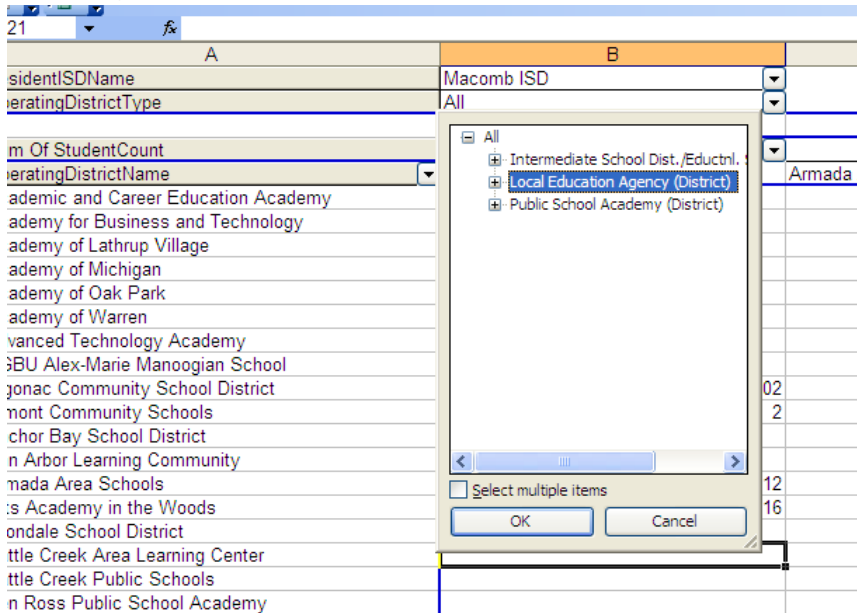 21 fx
A B
sidentISDName Macomb ISD
peratingDistrictType All
m Of StudentCount
peratingDistrictName Armada
ademic and Career Education Academy
ademy for Business and Technology
ademy of Lathrup Village
ademy of Michigan
ademy of Oak Park
ademy of Warren
vanced Technology Academy
GBU Alex-Marie Manoogian School
gonac Community School District 02
mont Community Schools 2
chor Bay School District
n Arbor Learning Community
mada Area Schools 12
ts Academy in the Woods 16
ondale School District
ttle Creek Area Learning Center
ttle Creek Public Schools
n Ross Public School Academy
All
Intermediate School Dist./Eductnl.
Local Education Agency (District)
Public School Academy (District)
Select multiple items
OK Cancel